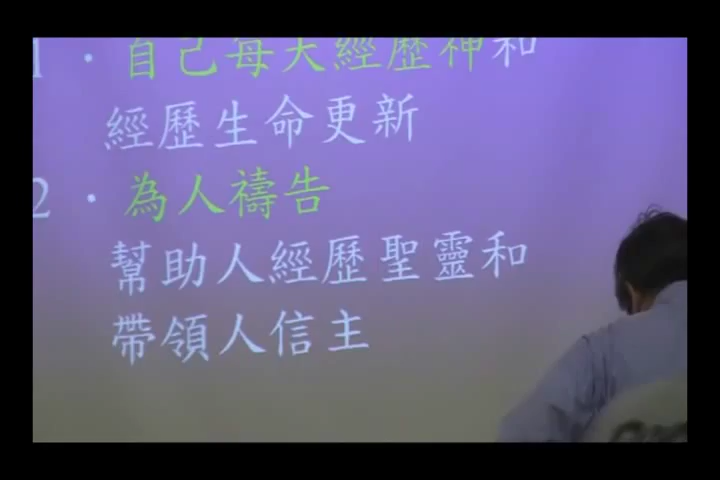 1・自己每天經歷神和
經歷生命更新
2・為人禱告
幫助人經歷聖靈和
帶領人信主